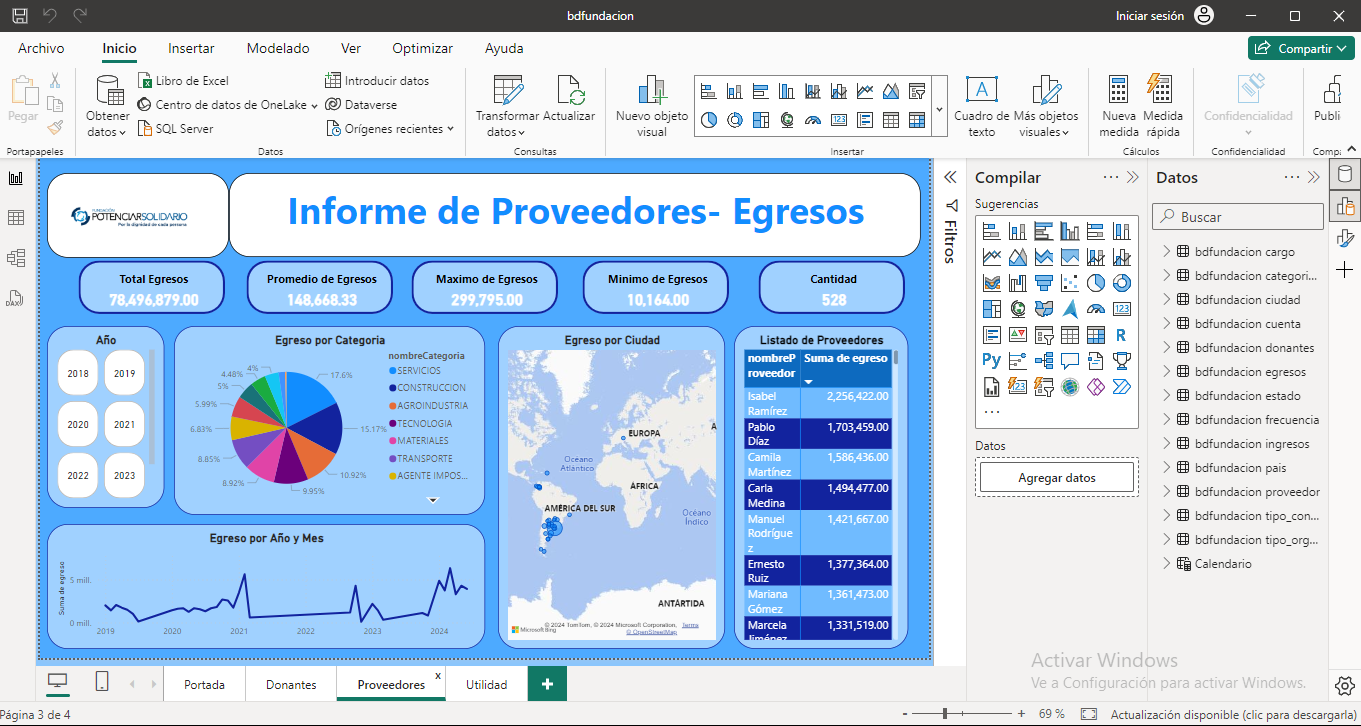 bdfundacion
Iniciar sesión
Archivo Inicio Insertar Modelado Ver Optimizar Ayuda
Compartir
Pegar
Portapapeles
Obtener datos
Libro de Excel
Centro de datos de OneLake
SQL Server
Introducir datos
Dataverse
Orígenes recientes
Datos
Transformar datos
Actualizar
Consultas
Nuevo objeto visual
Cuadro de texto
Más objetos visuales
Insertar
Nueva medida
Medida rápida
Cálculos
Confidencialidad
Confidencialidad
Publi
Compa
FUNDACIÓN
POTENCIARSOLIDARIO
Por la dignidad de cada persona
Informe de Proveedores- Egresos
Total Egresos
78,496,879.00
Promedio de Egresos
148,668.33
Maximo de Egresos
299,795.00
Minimo de Egresos
10,164.00
Cantidad
528
Año
2018 2019
2020 2021
2022 2023
Egreso por Categoria
17.6%
15.17%
10.92%
9.95%
8.92%
8.85%
6.83%
5.99%
5%
4.48%
4%
nombreCategoria
SERVICIOS
CONSTRUCCION
AGROINDUSTRIA
TECNOLOGIA
MATERIALES
TRANSPORTE
AGENTE IMPOS...
Egreso por Ciudad
EUROPA
A
Océano
Atlántico
ÁFRICA
AMÉRICA DEL SUR
Océano
Índico
ANTÁRTIDA
Microsoft Bing
© 2024 TomTom, © 2024 Microsoft Corporation, Terms
© OpenStreetMap
Listado de Proveedores
nombreP
roveedor
Suma de egreso
Isabel
Ramírez
2,256,422.00
Pablo
Díaz
1,703,459.00
Camila
Martínez
1,586,436.00
Carla
Medina
1,494,477.00
Manuel
Rodrígue
z
1,421,667.00
Ernesto
Ruiz
1,377,364.00
Mariana
Gómez
1,361,473.00
Marcela
Jiménez
1,331,519.00
Egreso por Año y Mes
Suma de egreso
5 mill.
0 mill.
2019 2020 2021 2022 2023 2024
Filtros
Compilar
Sugerencias
Datos
Agregar datos
Datos
Buscar
bdfundacion cargo
bdfundacion categori...
bdfundacion ciudad
bdfundacion cuenta
bdfundacion donantes
bdfundacion egresos
bdfundacion estado
bdfundacion frecuencia
bdfundacion ingresos
bdfundacion pais
bdfundacion proveedor
bdfundacion tipo_con...
bdfundacion tipo_org...
Calendario
Activar Windows
Ve a Configuración para activar Windows.
Portada Donantes Proveedores x Utilidad +
Página 3 de 4
- + 69 %
Actualización disponible (clic para descargarla)